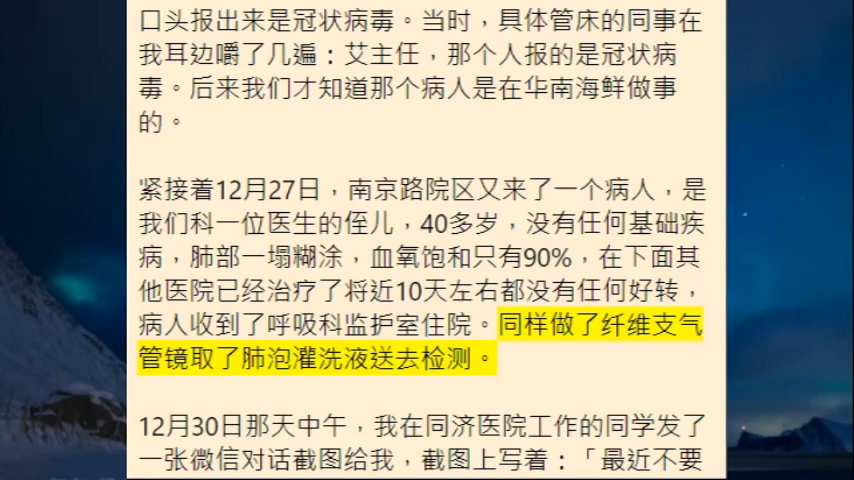 口头报出来是冠状病毒。当时，具体管床的同事在
我耳边嚼了几遍：艾主任，那个人报的是冠状病
毒。后来我们才知道那个病人是在华南海鲜做事
的。
紧接着12月27日，南京路院区又来了一个病人，是
我们科一位医生的侄儿，40多岁，没有任何基础疾
病，肺部一塌糊涂，血氧饱和只有90%，在下面其
他医院已经治疗了将近10天左右都没有任何好转，
病人收到了呼吸科监护室住院。同样做了纤维支气
管镜取了肺泡灌洗液送去检测。
12月30日那天中午，我在同济医院工作的同学发了
一张微信对话截图给我，截图上写着：「最近不要